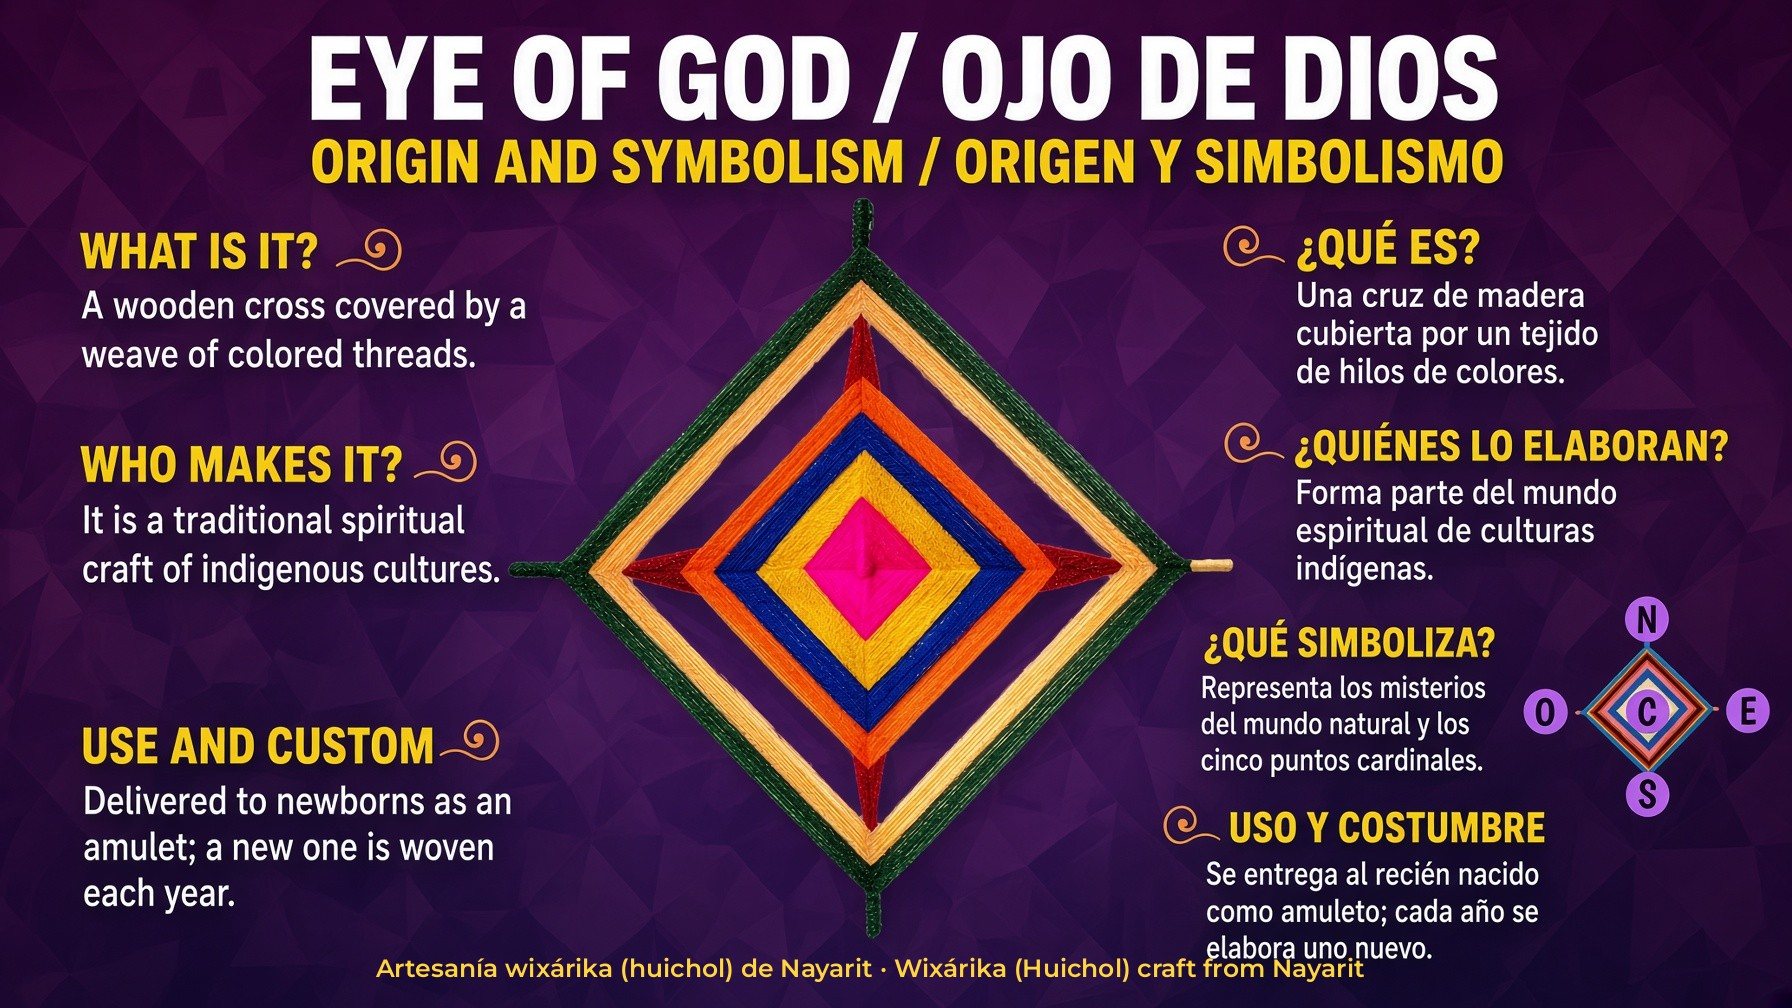 EYE OF GOD / OJO DE DIOS
ORIGIN AND SYMBOLISM / ORIGEN Y SIMBOLISMO
WHAT IS IT?
A wooden cross covered by a
weave of colored threads.
WHO MAKES IT?
It is a traditional spiritual
craft of indigenous cultures.
USE AND CUSTOM
Delivered to newborns as an
amulet; a new one is woven
each year.
¿QUÉ ES?
Una cruz de madera
cubierta por un tejido
de hilos de colores.
¿QUIÉNES LO ELABORAN?
Forma parte del mundo
espiritual de culturas
indígenas.
¿QUÉ SIMBOLIZA?
Representa los misterios
del mundo natural y los
cinco puntos cardinales.
N
O C E
S
USO Y COSTUMBRE
Se entrega al recién nacido
como amuleto; cada año se
elabora uno nuevo.
Artesanía wixárika (huichol) de Nayarit · Wixárika (Huichol) craft from Nayarit